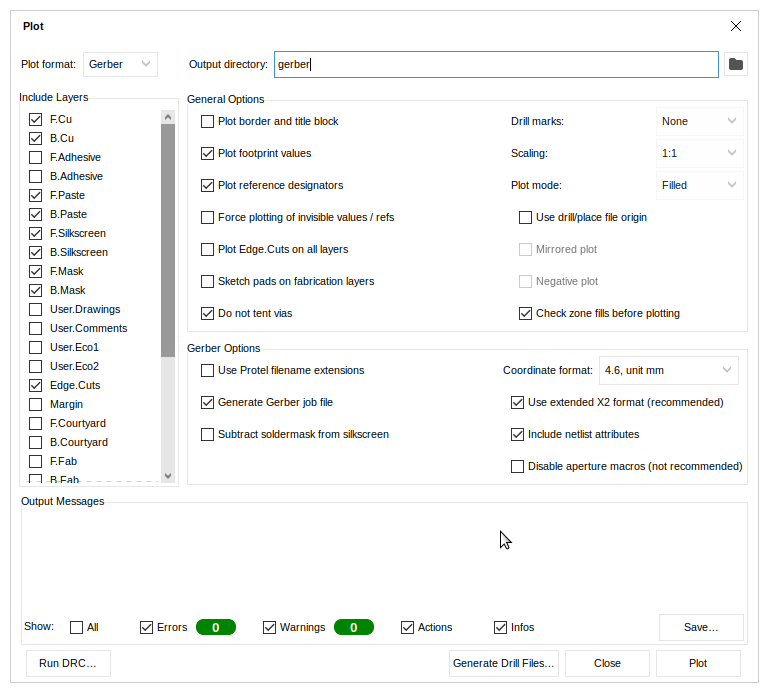 Plot
Plot format: Gerber Output directory: gerber
Include Layers
F.Cu
B.Cu
F.Adhesive
B.Adhesive
F.Paste
B.Paste
F.Silkscreen
B.Silkscreen
F.Mask
B.Mask
User.Drawings
User.Comments
User.Eco1
User.Eco2
Edge.Cuts
Margin
F.Courtyard
B.Courtyard
F.Fab
B.Fab
General Options
Plot border and title block
Plot footprint values
Plot reference designators
Force plotting of invisible values / refs
Plot Edge.Cuts on all layers
Sketch pads on fabrication layers
Do not tent vias
Drill marks: None
Scaling: 1:1
Plot mode: Filled
Use drill/place file origin
Mirrored plot
Negative plot
Check zone fills before plotting
Gerber Options
Use Protel filename extensions
Generate Gerber job file
Subtract soldermask from silkscreen
Coordinate format: 4.6, unit mm
Use extended X2 format (recommended)
Include netlist attributes
Disable aperture macros (not recommended)
Output Messages
Show: All Errors 0 Warnings 0 Actions Infos Save...
Run DRC... Generate Drill Files... Close Plot